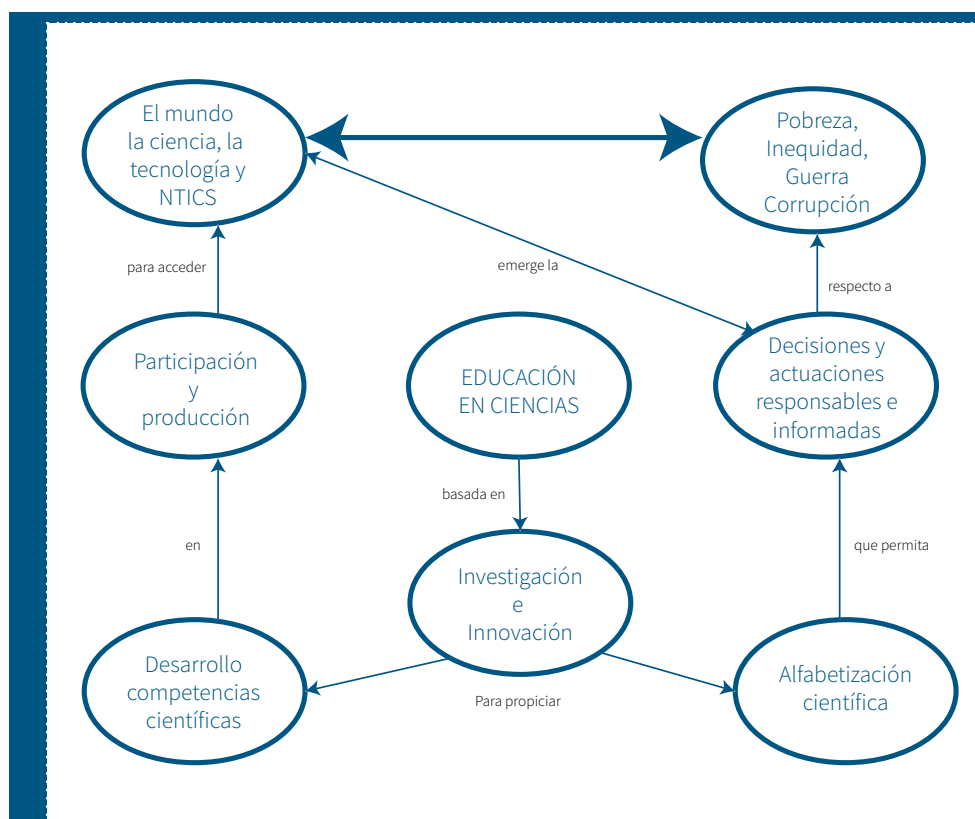 El mundo
la ciencia, la
tecnología y
NTICS
Pobreza,
Inequidad,
Guerra
Corrupción
para acceder
emerge la
respecto a
Participación
y
producción
EDUCACIÓN
EN CIENCIAS
Decisiones y
actuaciones
responsables e
informadas
basada en
en
que permita
Investigación
e
Innovación
Desarrollo
competencias
científicas
Para propiciar
Alfabetización
científica